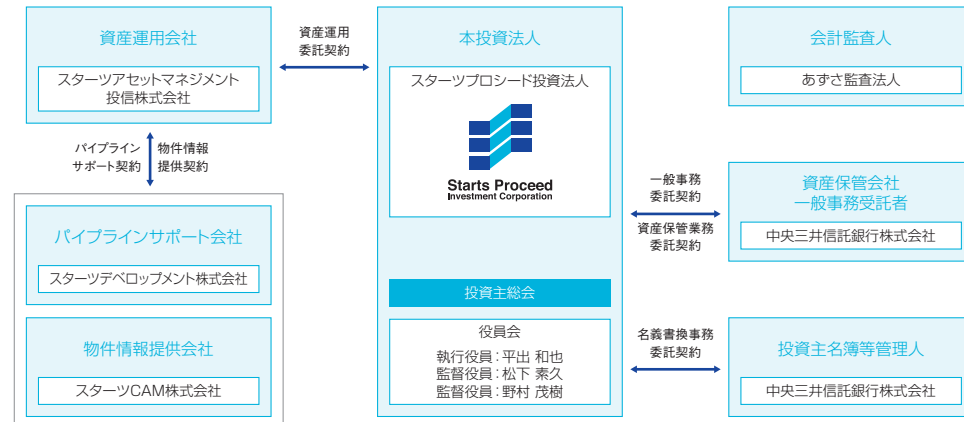 資産運用会社
スターツアセットマネジメント
投信株式会社
資産運用
委託契約
パイプライン
サポート契約
物件情報
提供契約
パイプラインサポート会社
スターツデベロップメント株式会社
物件情報提供会社
スターツCAM株式会社
本投資法人
スターツプロシード投資法人
Starts Proceed
Investment Corporation
投資主総会
役員会
執行役員：平出 和也
監督役員：松下 素久
監督役員：野村 茂樹
一般事務
委託契約
資産保管業務
委託契約
名義書換事務
委託契約
会計監査人
あずさ監査法人
資産保管会社
一般事務受託者
中央三井信託銀行株式会社
投資主名簿等管理人
中央三井信託銀行株式会社